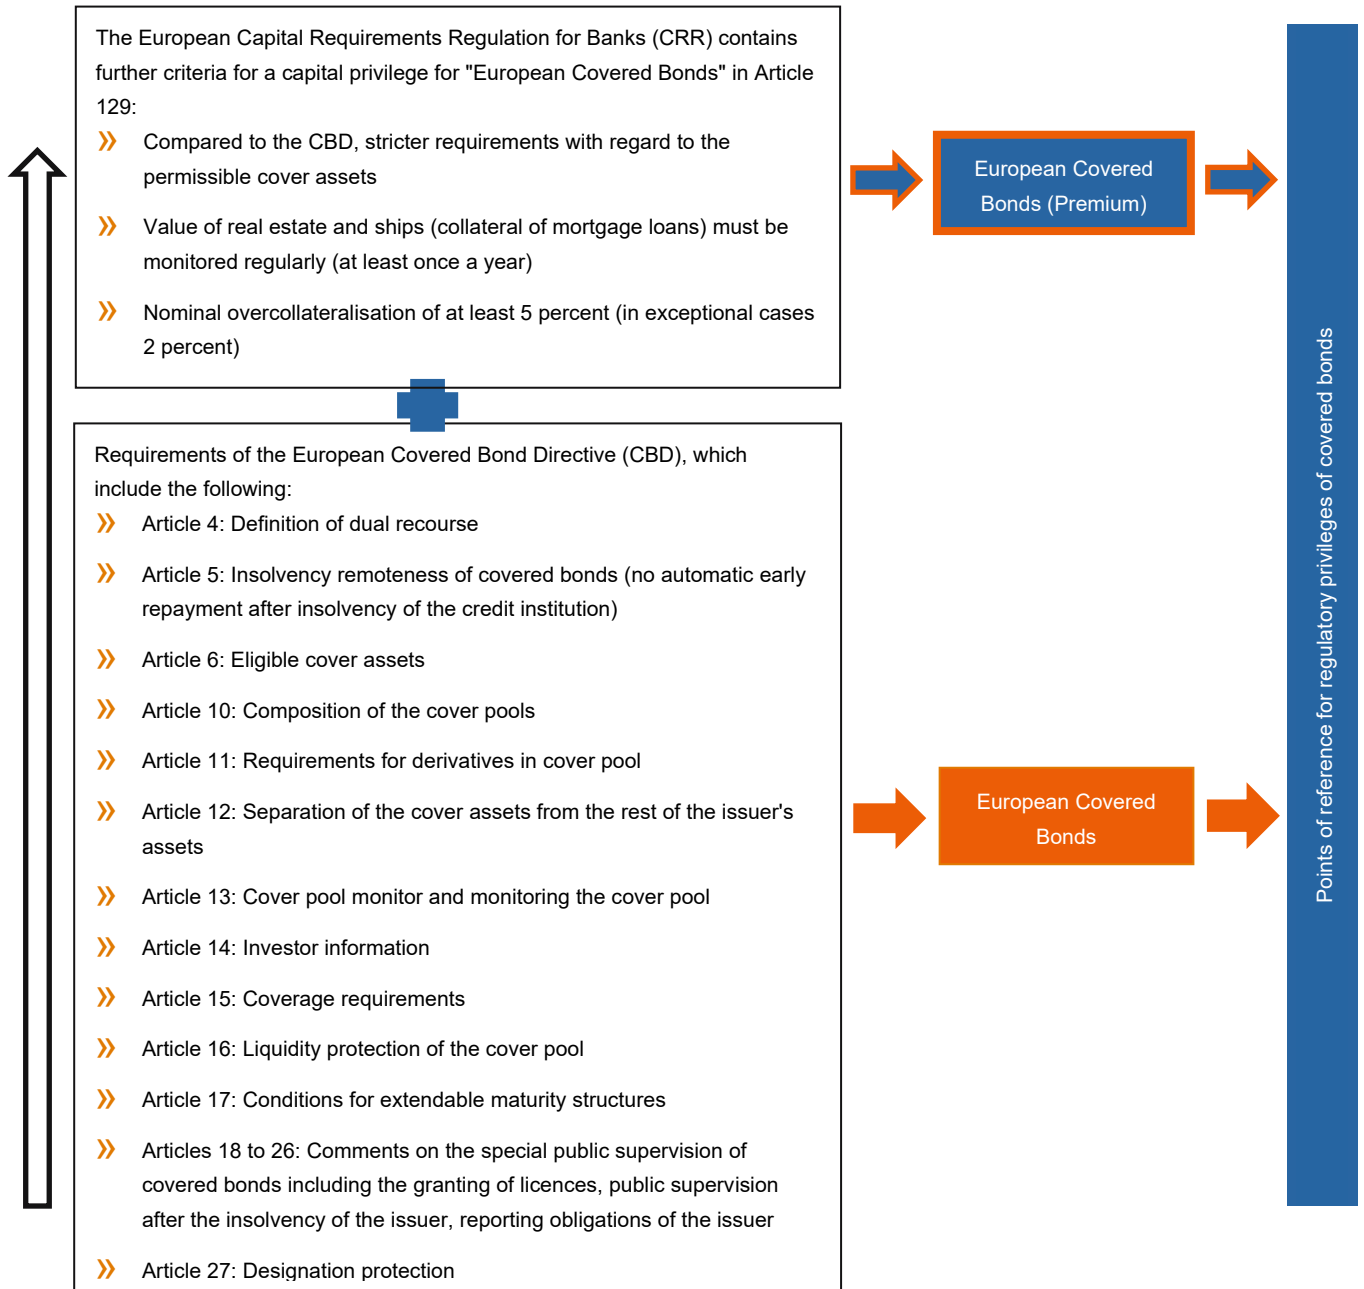 The European Capital Requirements Regulation for Banks (CRR) contains
further criteria for a capital privilege for "European Covered Bonds" in Article
129:
Compared to the CBD, stricter requirements with regard to the
permissible cover assets
Value of real estate and ships (collateral of mortgage loans) must be
monitored regularly (at least once a year)
Nominal overcollateralisation of at least 5 percent (in exceptional cases
2 percent)
European Covered
Bonds (Premium)
Requirements of the European Covered Bond Directive (CBD), which
include the following:
Article 4: Definition of dual recourse
Article 5: Insolvency remoteness of covered bonds (no automatic early
repayment after insolvency of the credit institution)
Article 6: Eligible cover assets
Article 10: Composition of the cover pools
Article 11: Requirements for derivatives in cover pool
Article 12: Separation of the cover assets from the rest of the issuer's
assets
Article 13: Cover pool monitor and monitoring the cover pool
Article 14: Investor information
Article 15: Coverage requirements
Article 16: Liquidity protection of the cover pool
Article 17: Conditions for extendable maturity structures
Articles 18 to 26: Comments on the special public supervision of
covered bonds including the granting of licences, public supervision
after the insolvency of the issuer, reporting obligations of the issuer
Article 27: Designation protection
European Covered
Bonds
Points of reference for regulatory privileges of covered bonds